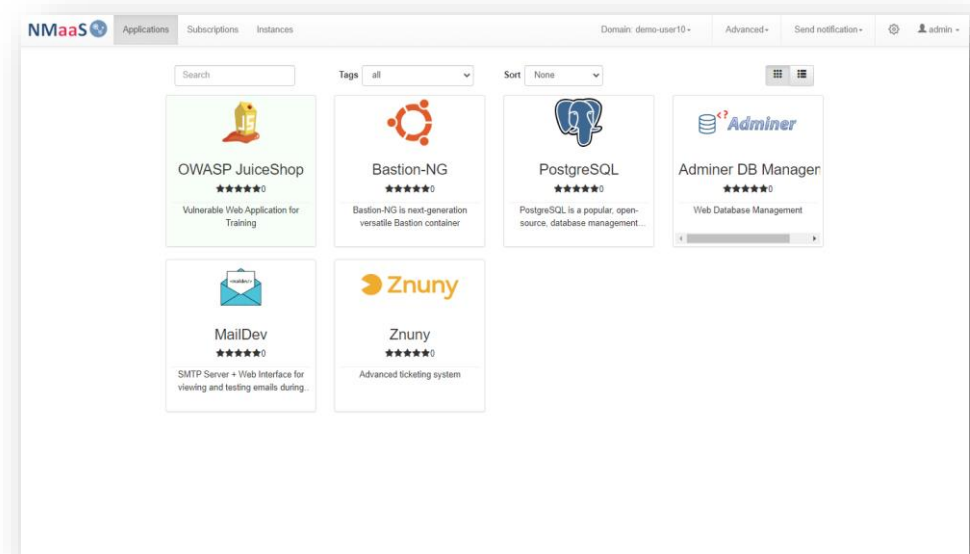 NMaaS Applications Subscriptions Instances Domain: demo-user10 Advanced Send notification admin
Search Tags all Sort None
JS <? Adminer
OWASP JuiceShop Bastion-NG PostgreSQL Adminer DB Manager
★★★★★0 ★★★★★0 ★★★★★0 ★★★★★0
Vulnerable Web Application for Bastion-NG is next-generation PostgreSQL is a popular, open- Web Database Management
Training versatile Bastion container source, database management...
<maildev/> Znuny
MailDev Znuny
★★★★★0 ★★★★★0
SMTP Server + Web Interface for Advanced ticketing system
viewing and testing emails during..